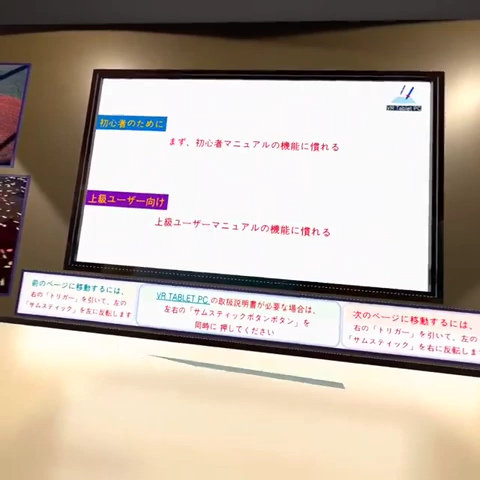 VR Tablet PC
初心者のために
まず、初心者マニュアルの機能に慣れる
上級ユーザー向け
上級ユーザーマニュアルの機能に慣れる
前のページに移動するには、
右の「トリガー」を引いて、左の
「サムスティック」を左に反転します
VR TABLET PC の取扱説明書が必要な場合は、
左右の「サムスティックボタンボタン」を
同時に 押してください
次のページに移動するには、
右の「トリガー」を引いて、左の
「サムスティック」を右に反転しま